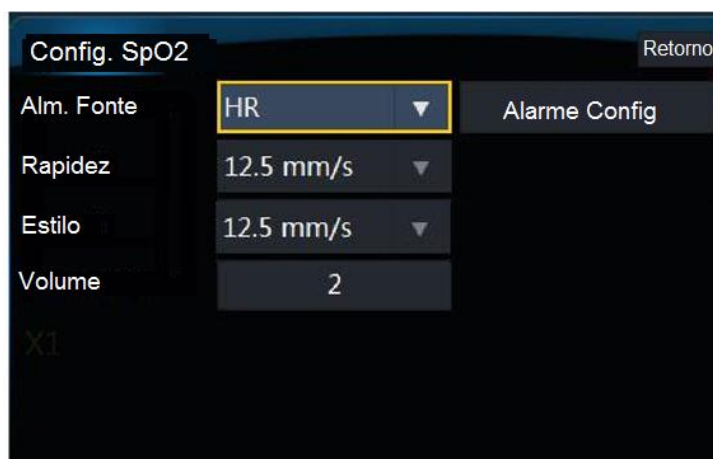 Config. SpO2 Retorno
Alm. Fonte HR Alarme Config
Rapidez 12.5 mm/s
Estilo 12.5 mm/s
Volume 2
X1